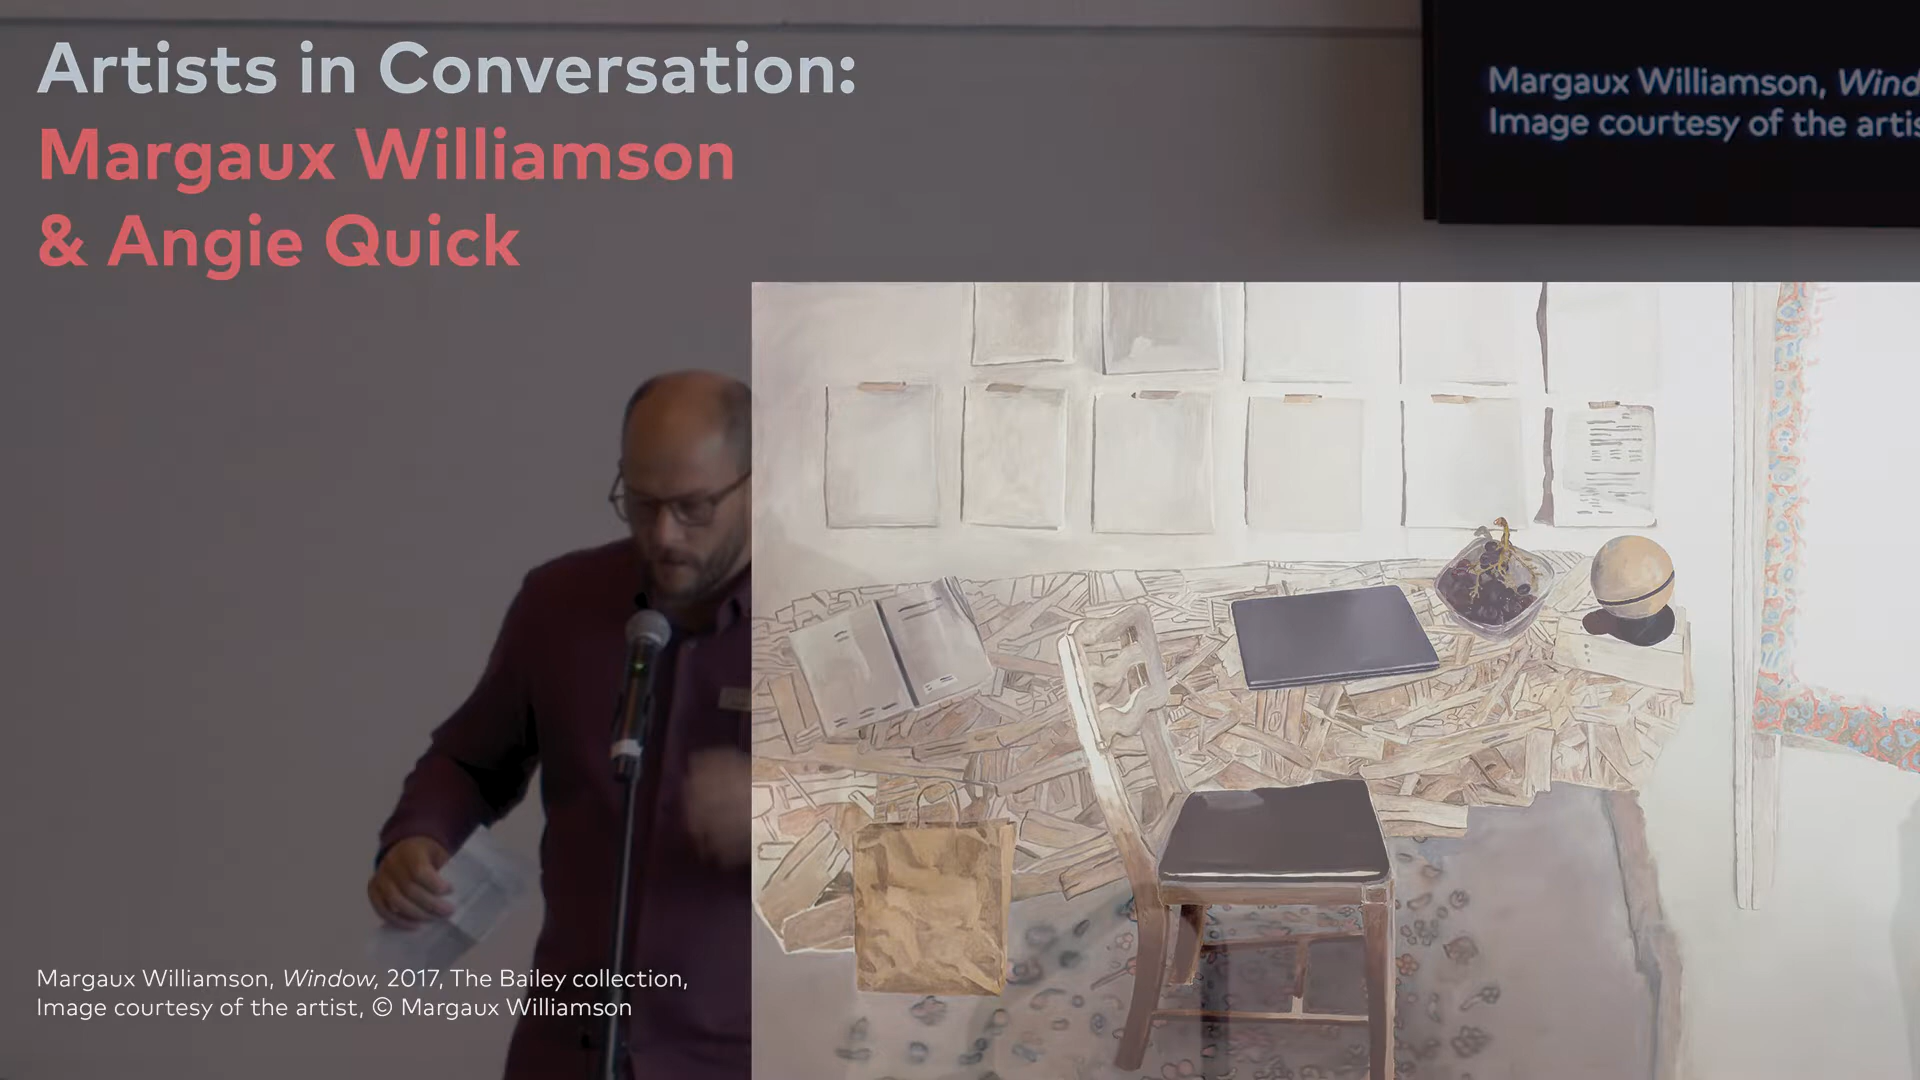 Artists in Conversation:
Margaux Williamson
& Angie Quick
Margaux Williamson, Wind
Image courtesy of the artis
Margaux Williamson, Window, 2017, The Bailey collection,
Image courtesy of the artist, © Margaux Williamson